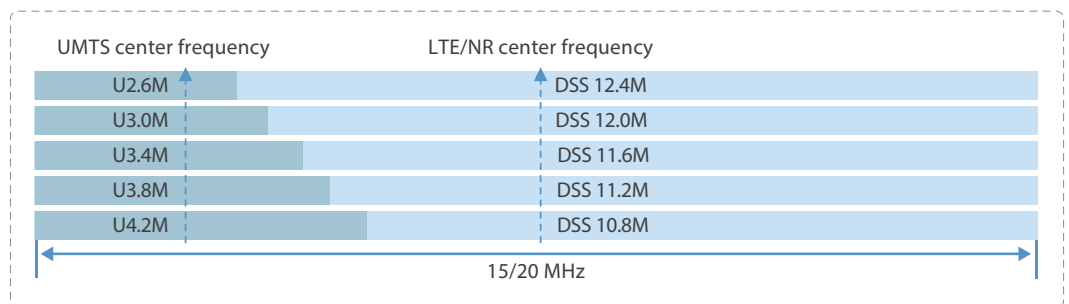 UMTS center frequency LTE/NR center frequency
U2.6M DSS 12.4M
U3.0M DSS 12.0M
U3.4M DSS 11.6M
U3.8M DSS 11.2M
U4.2M DSS 10.8M
15/20 MHz